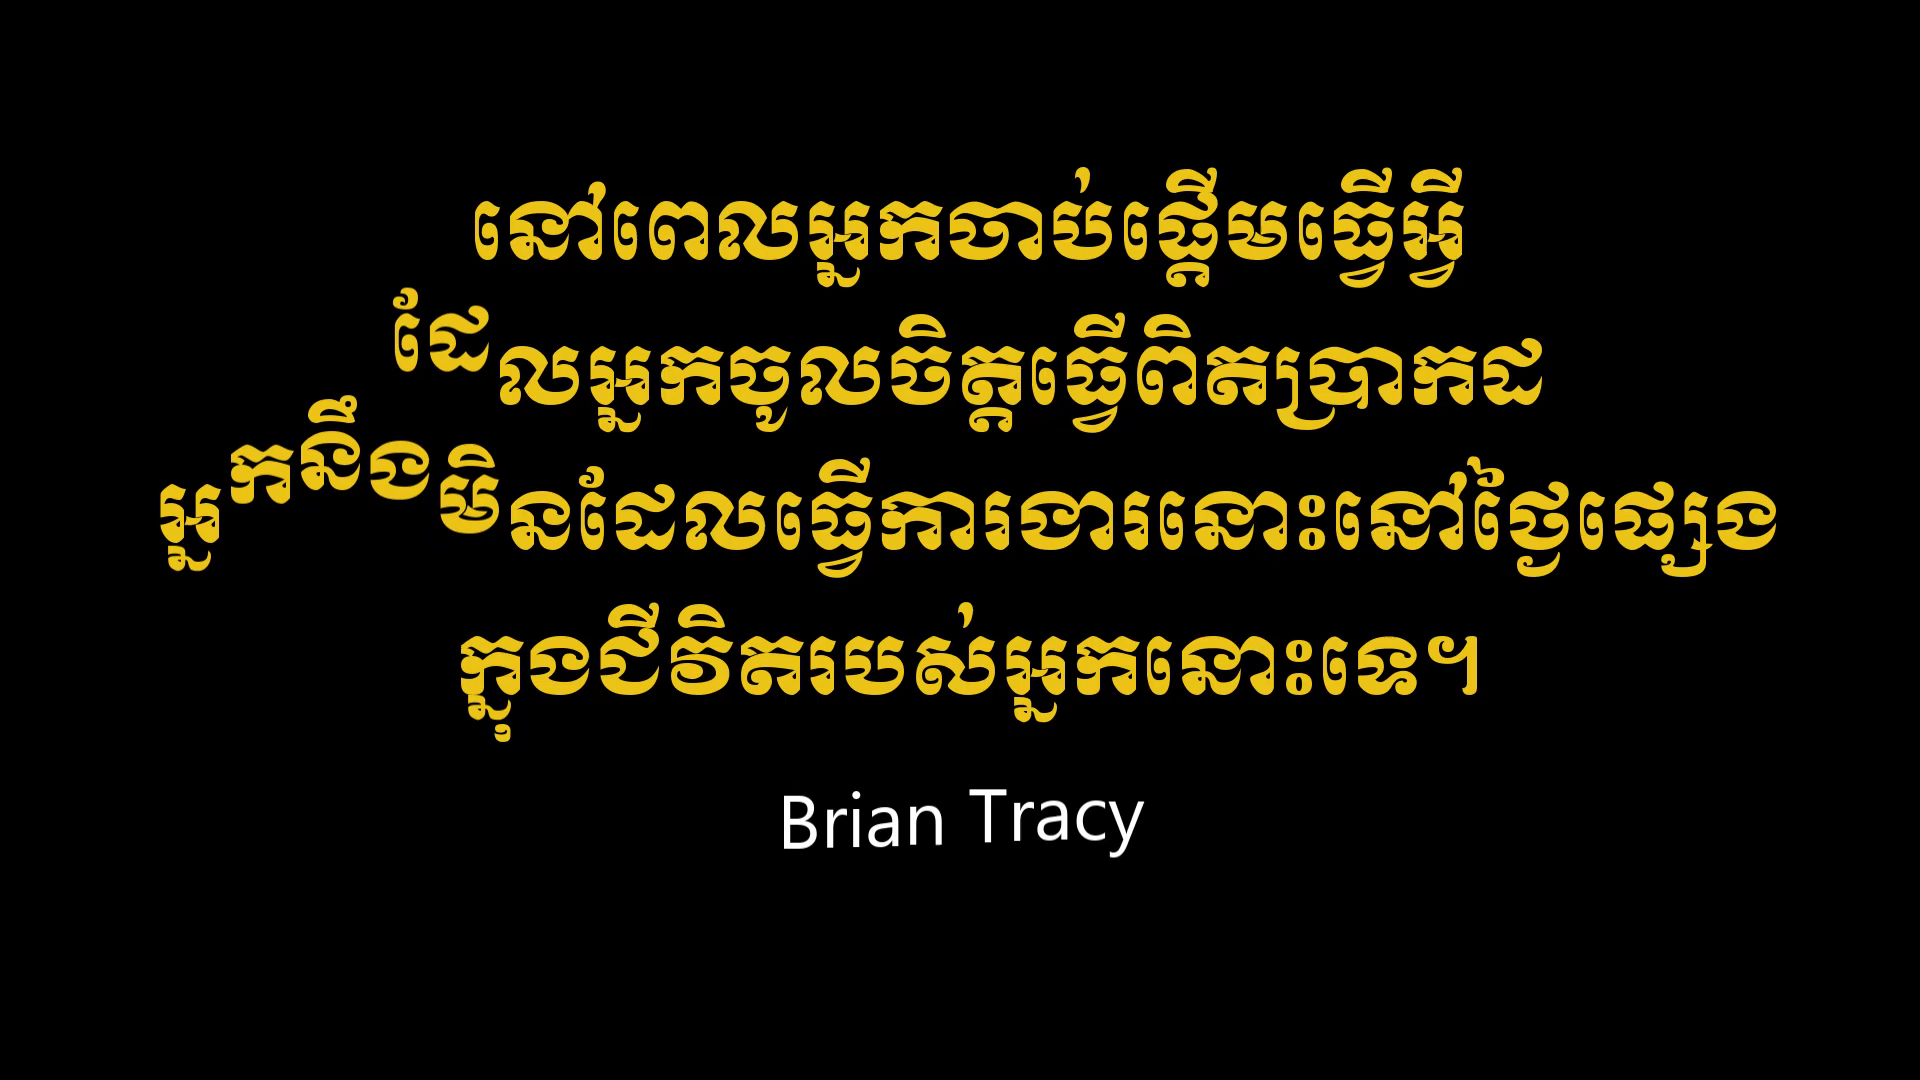 នៅពេលអ្នកចាប់ផ្ដើមធ្វើអ្វី
ដែលអ្នកចូលចិត្តធ្វើពិតប្រាកដ
អ្នកនឹងមិនដែលធ្វើការងារនោះនៅថ្ងៃផ្សេង
ក្នុងជីវិតរបស់អ្នកនោះទេ។
Brian Tracy